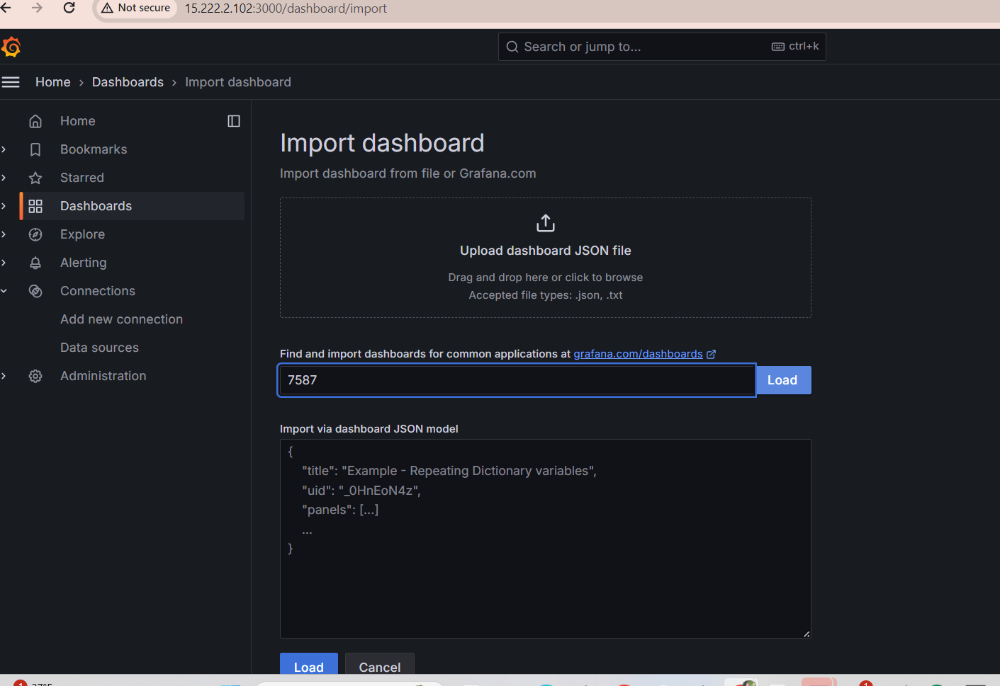 Not secure 15.222.2.102:3000/dashboard/import
Search or jump to... ctrl+k
Home › Dashboards › Import dashboard
Home
Bookmarks
Starred
Dashboards
Explore
Alerting
Connections
Add new connection
Data sources
Administration
Import dashboard
Import dashboard from file or Grafana.com
Upload dashboard JSON file
Drag and drop here or click to browse
Accepted file types: .json, .txt
Find and import dashboards for common applications at grafana.com/dashboards
7587 Load
Import via dashboard JSON model
{
"title": "Example - Repeating Dictionary variables",
"uid": "_0HnEoN4z",
"panels": [...]
...
}
Load Cancel